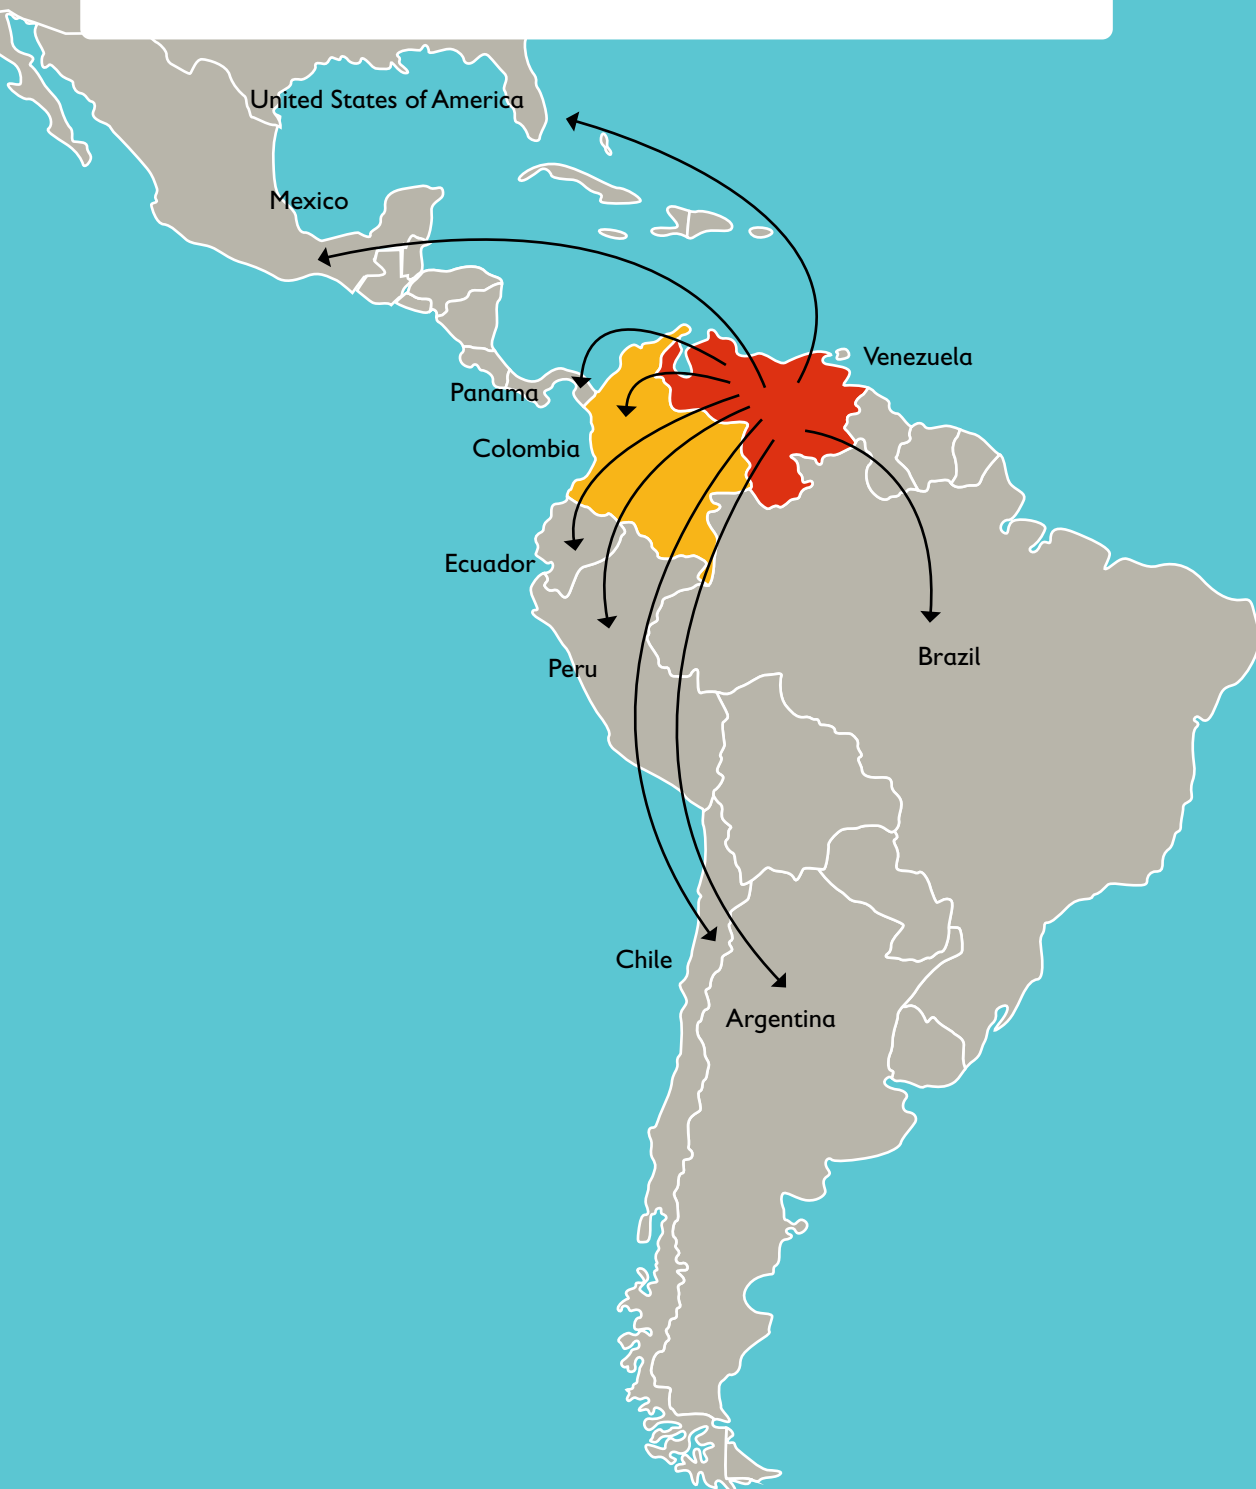 United States of America
Mexico
Venezuela
Panama
Colombia
Ecuador
Brazil
Peru
Chile
Argentina